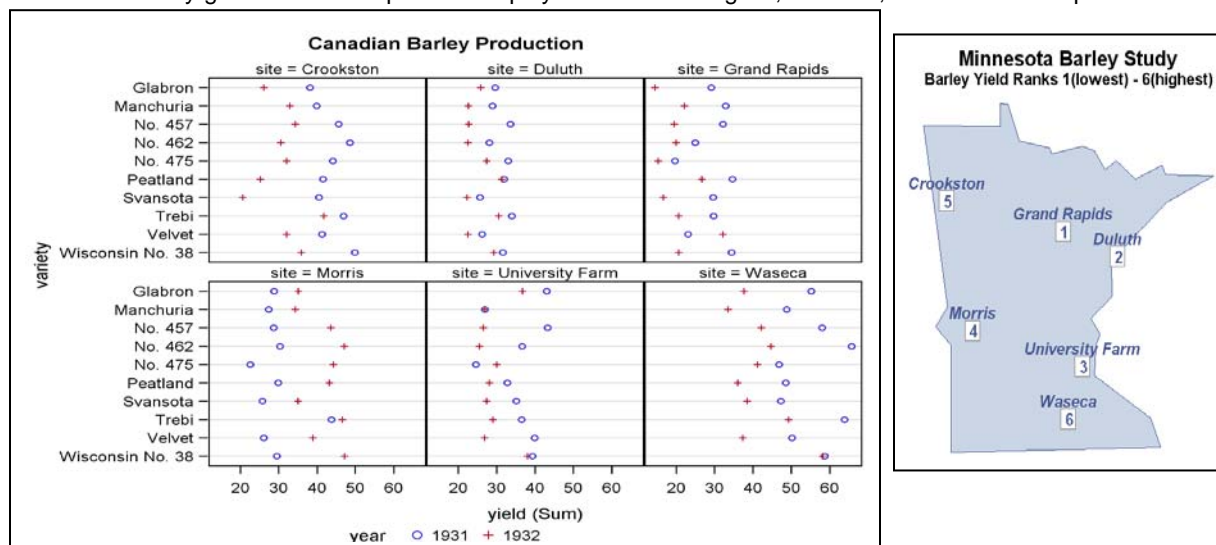 Canadian Barley Production
site = Crookston site = Duluth site = Grand Rapids
Glabron
Manchuria
No. 457
No. 462
No. 475
Peatland
Svansota
Trebi
Velvet
Wisconsin No. 38
variety
site = Morris site = University Farm site = Waseca
Glabron
Manchuria
No. 457
No. 462
No. 475
Peatland
Svansota
Trebi
Velvet
Wisconsin No. 38
20 30 40 50 60 20 30 40 50 60 20 30 40 50 60
yield (Sum)
year 1931 1932
Minnesota Barley Study
Barley Yield Ranks 1(lowest) - 6(highest)
Crookston
5
Grand Rapids
1
Duluth
2
Morris
4
University Farm
3
Waseca
6